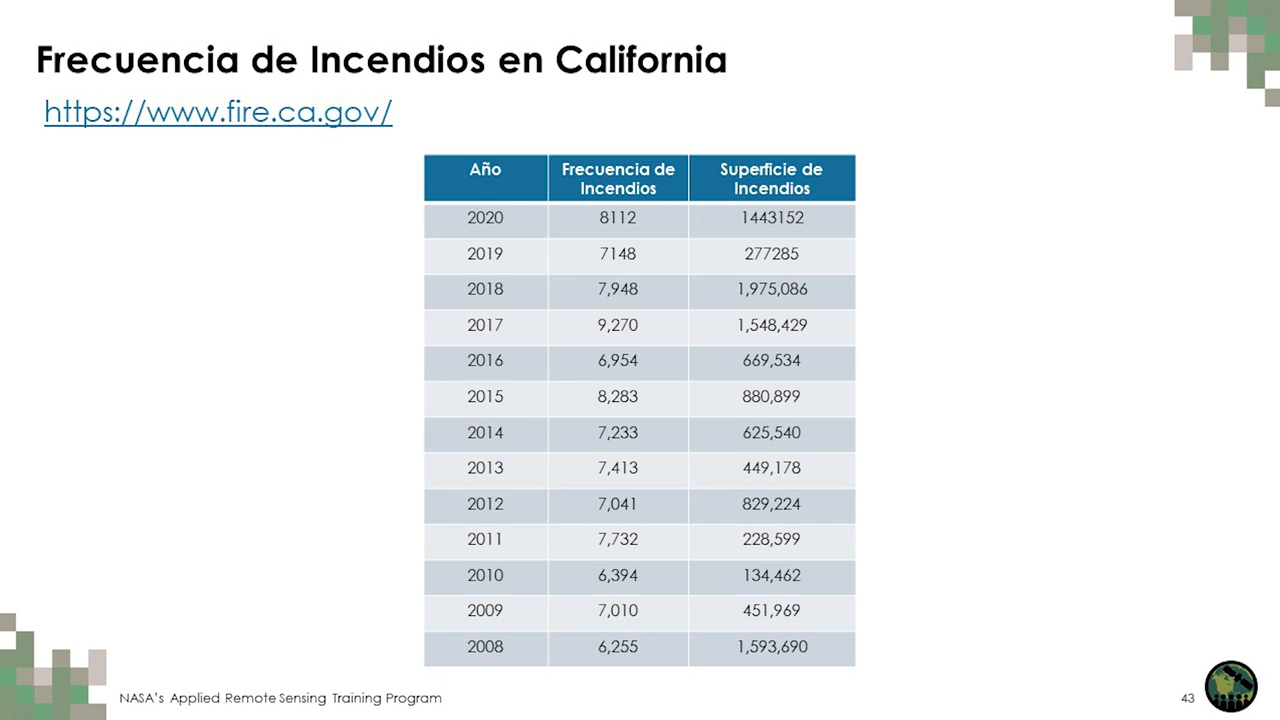 Frecuencia de Incendios en California
https://www.fire.ca.gov/
Año Frecuencia de Incendios Superficie de Incendios
2020 8112 1443152
2019 7148 277285
2018 7,948 1,975,086
2017 9,270 1,548,429
2016 6,954 669,534
2015 8,283 880,899
2014 7,233 625,540
2013 7,413 449,178
2012 7,041 829,224
2011 7,732 228,599
2010 6,394 134,462
2009 7,010 451,969
2008 6,255 1,593,690
NASA's Applied Remote Sensing Training Program
43